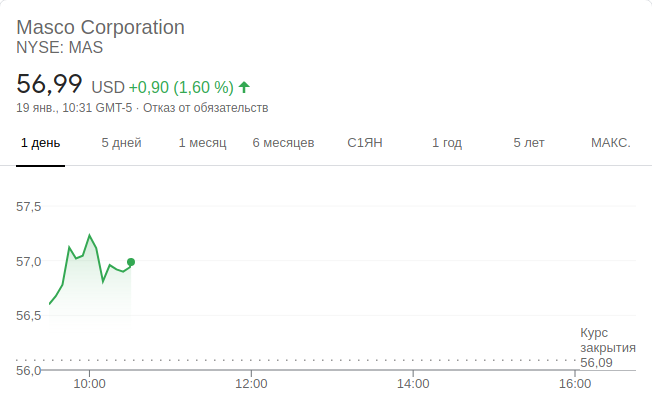 Masco Corporation
NYSE: MAS
56,99 USD +0,90 (1,60 %)
19 янв., 10:31 GMT-5 · Отказ от обязательств
1 день 5 дней 1 месяц 6 месяцев С1ЯН 1 год 5 лет МАКС.
57,5
57,0
56,5
Курс
закрытия
56,09
56,0
10:00 12:00 14:00 16:00